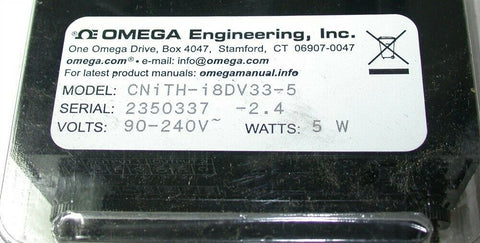 ΩE OMEGA Engineering, Inc.
One Omega Drive, Box 4047, Stamford, CT 06907-0047
omega.com® • e-mail: info@omega.com
For latest product manuals: omegamanual.info
MODEL: CNiTH-i8DV33-5
SERIAL: 2350337 -2.4
VOLTS: 90-240V~ WATTS: 5 W